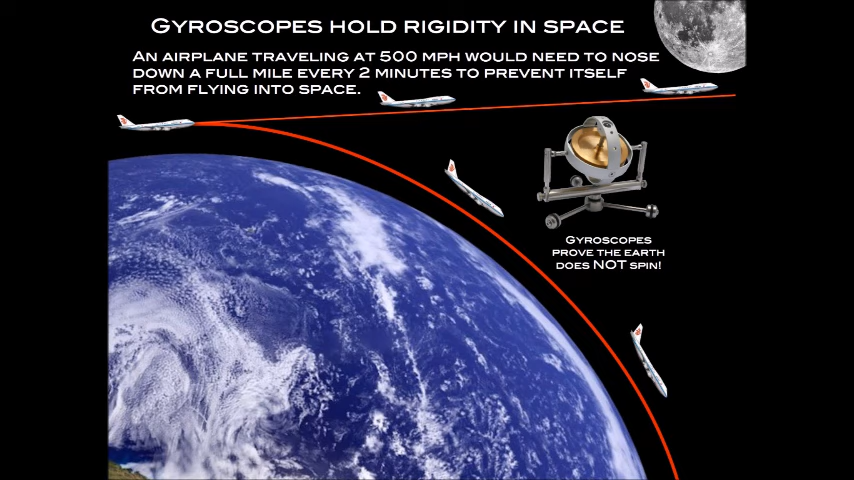 Gyroscopes hold rigidity in space
An airplane traveling at 500 mph would need to nose
down a full mile every 2 minutes to prevent itself
from flying into space.
Gyroscopes
prove the earth
does NOT spin!